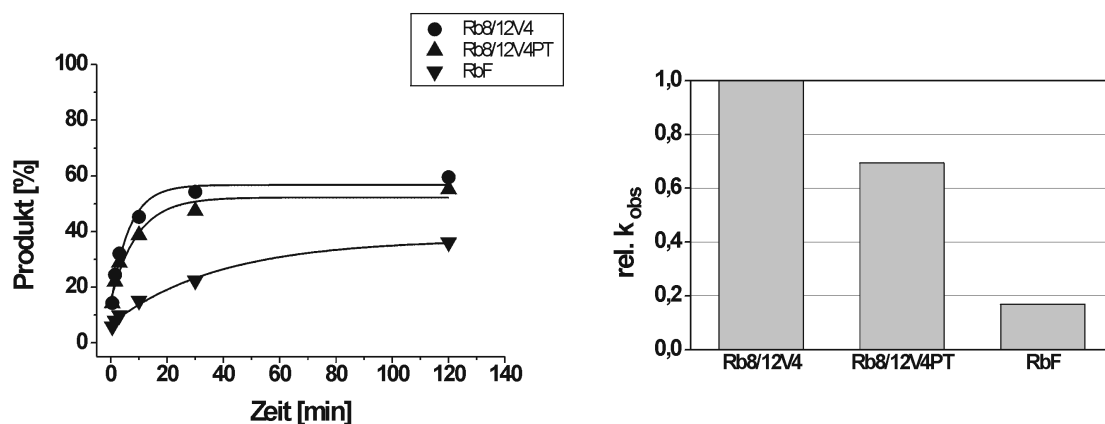 Rb8/12V4
Rb8/12V4PT
RbF
100
80
60
40
20
0
Produkt [%]
0 20 40 60 80 100 120 140
Zeit [min]
1,0
0,8
0,6
0,4
0,2
0,0
rel. k obs
Rb8/12V4 Rb8/12V4PT RbF